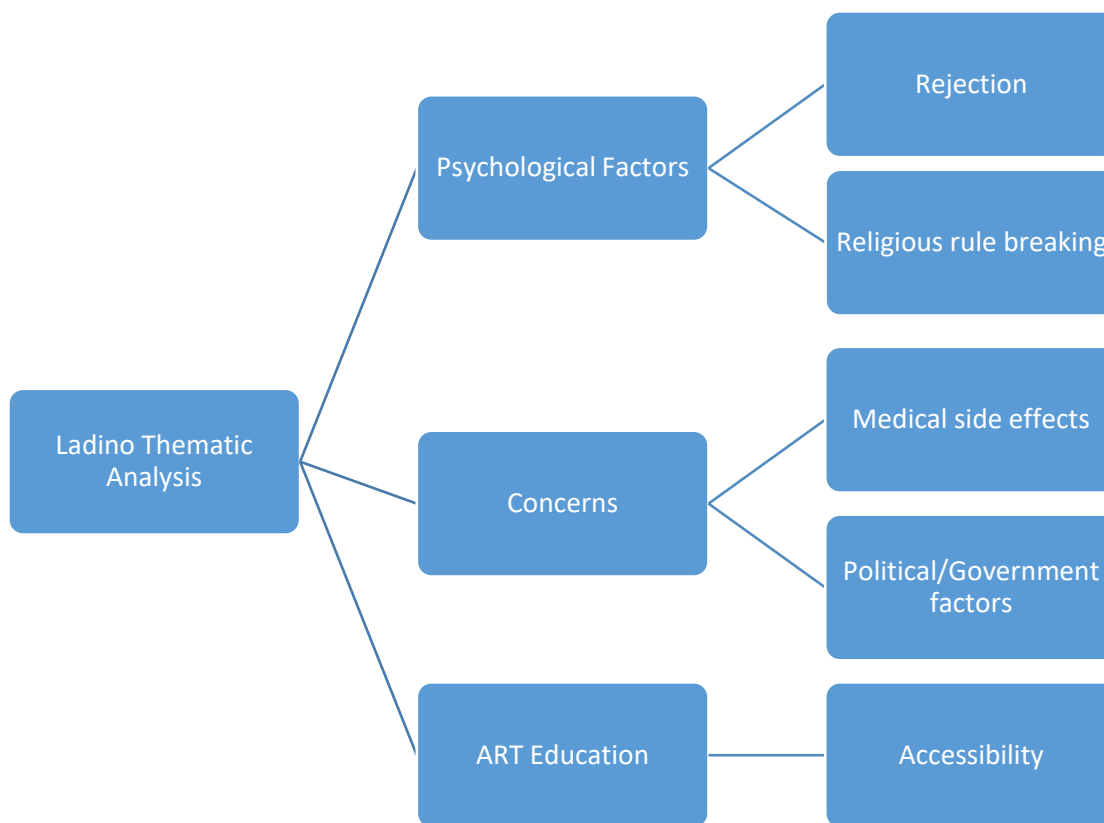 Ladino Thematic
Analysis
Psychological Factors
Rejection
Religious rule breaking
Concerns
Medical side effects
Political/Government
factors
ART Education
Accessibility